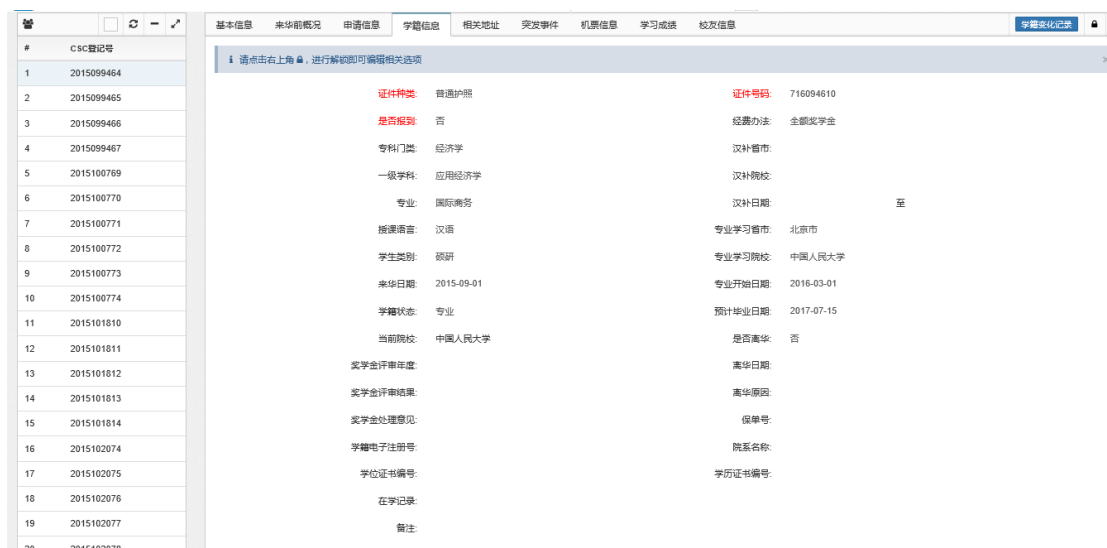 基本信息 来华前概况 申请信息 学籍信息 相关地址 突发事件 机票信息 学习成绩 校友信息 学籍变化记录
# CSC登记号
1 2015099464
2 2015099465
3 2015099466
4 2015099467
5 2015100769
6 2015100770
7 2015100771
8 2015100772
9 2015100773
10 2015100774
11 2015101810
12 2015101811
13 2015101812
14 2015101813
15 2015101814
16 2015102074
17 2015102075
18 2015102076
19 2015102077
20 2015102078
请点击右上角,进行解锁即可编辑相关选项
证件种类: 普通护照 证件号码: 716094610
是否报到: 否 经费办法: 全额奖学金
专科门类: 经济学 汉补省市:
一级学科: 应用经济学 汉补院校:
专业: 国际商务 汉补日期: 至
授课语言: 汉语 专业学习省市: 北京市
学生类别: 硕研 专业学习院校: 中国人民大学
来华日期: 2015-09-01 专业开始日期: 2016-03-01
学籍状态: 专业 预计毕业日期: 2017-07-15
当前院校: 中国人民大学 是否离华: 否
奖学金评审年度: 离华日期:
奖学金评审结果: 离华原因:
奖学金处理意见: 保单号:
学籍电子注册号: 院系名称:
学位证书编号: 学历证书编号:
在学记录:
备注: